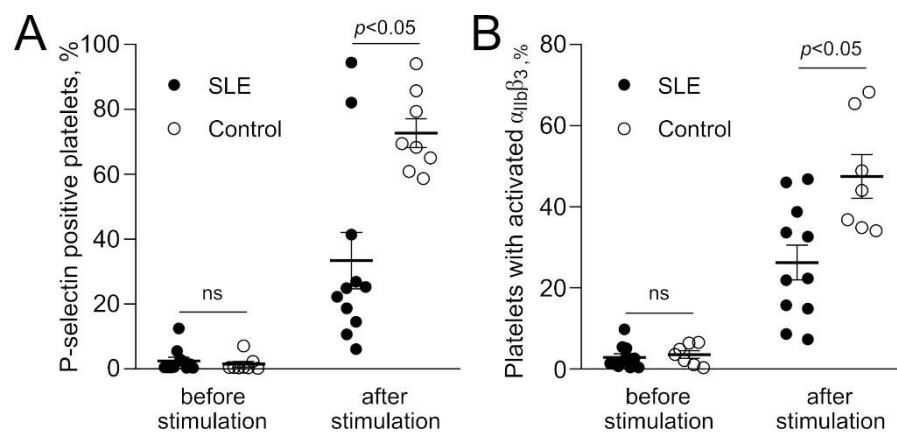 A
P-selectin positive platelets, %
100
80
60
40
20
0
SLE
Control
p<0.05
ns
before
stimulation
after
stimulation
B
Platelets with activated αIIbβ3, %
80
60
40
20
0
SLE
Control
p<0.05
ns
before
stimulation
after
stimulation